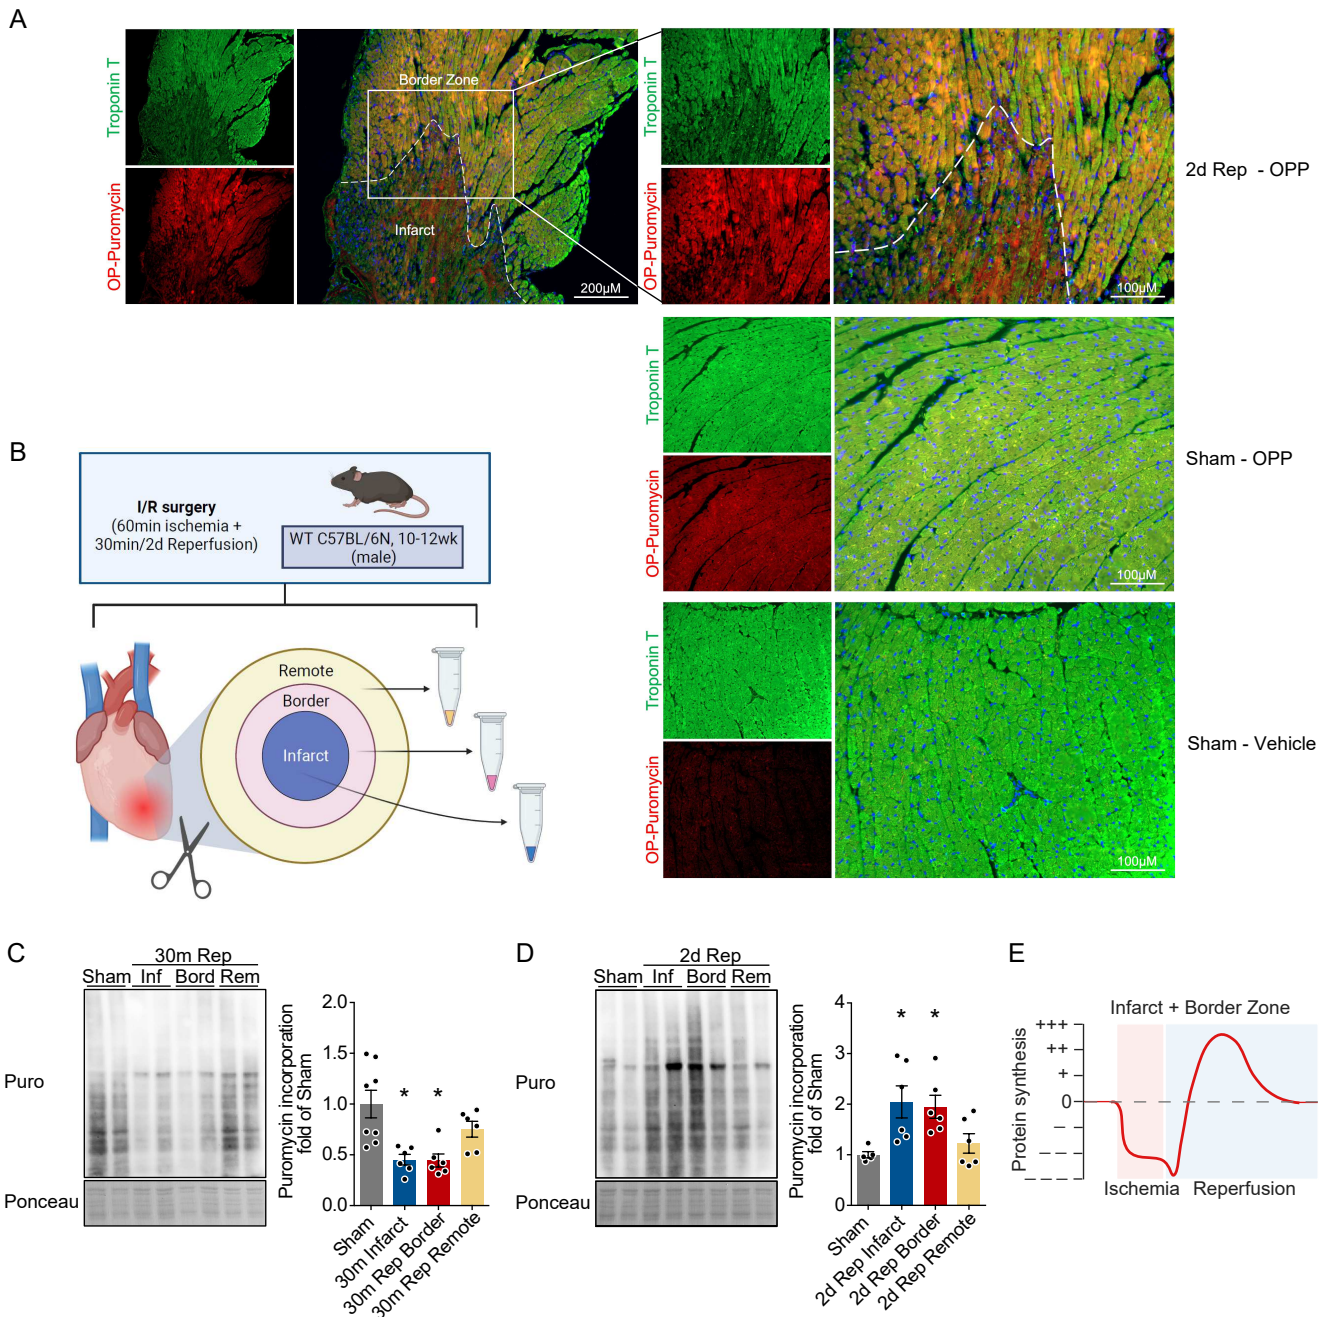 A
Troponin T
OP-Puromycin
Border Zone
Infarct
200µM
Troponin T
OP-Puromycin
100µM
2d Rep - OPP
Troponin T
OP-Puromycin
100µM
Sham - OPP
Troponin T
OP-Puromycin
100µM
Sham - Vehicle
B
I/R surgery
(60min ischemia +
30min/2d Reperfusion)
WT C57BL/6N, 10-12wk
(male)
Remote
Border
Infarct
C
30m Rep
Sham Inf Bord Rem
Puro
Ponceau
Puromycin incorporation
fold of Sham
2.0
1.5
1.0
0.5
0.0
* *
Sham
30m Infarct
30m Rep Border
30m Rep Remote
D
2d Rep
Sham Inf Bord Rem
Puro
Ponceau
Puromycin incorporation
fold of Sham
4
3
2
1
0
* *
Sham
2d Rep Infarct
2d Rep Border
2d Rep Remote
E
Infarct + Border Zone
Protein synthesis
+++
++
+
0
−
−−
−−−−
Ischemia Reperfusion